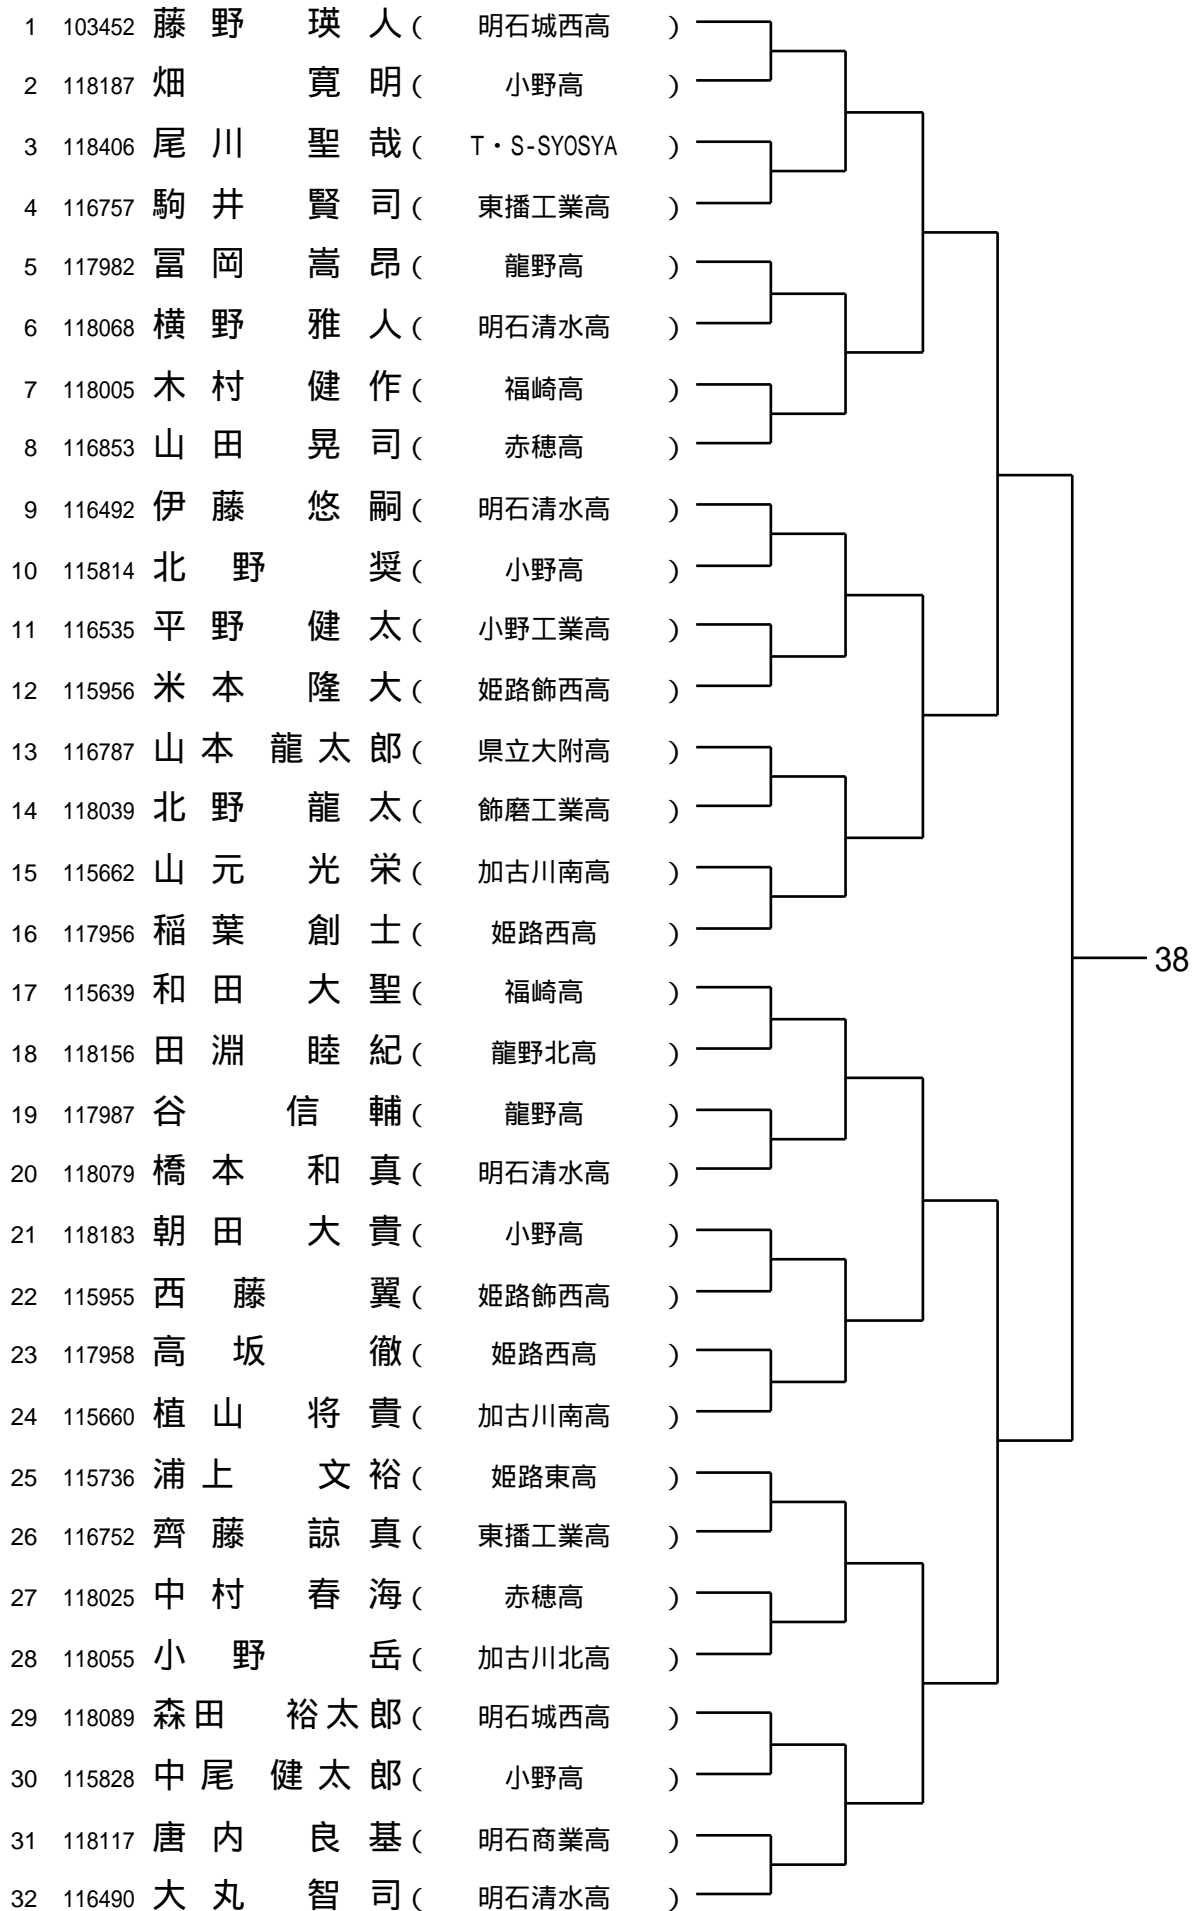 1 103452 藤野 瑛人 ( 明石城西高 )
2 118187 畑 寛明 ( 小野高 )
3 118406 尾川 聖哉 ( T・S-SYOSYA )
4 116757 駒井 賢司 ( 東播工業高 )
5 117982 冨岡 嵩昂 ( 龍野高 )
6 118068 横野 雅人 ( 明石清水高 )
7 118005 木村 健作 ( 福崎高 )
8 116853 山田 晃司 ( 赤穂高 )
9 116492 伊藤 悠嗣 ( 明石清水高 )
10 115814 北野 奨 ( 小野高 )
11 116535 平野 健太 ( 小野工業高 )
12 115956 米本 隆大 ( 姫路飾西高 )
13 116787 山本 龍太郎 ( 県立大附高 )
14 118039 北野 龍太 ( 飾磨工業高 )
15 115662 山元 光栄 ( 加古川南高 )
16 117956 稲葉 創士 ( 姫路西高 )
38
17 115639 和田 大聖 ( 福崎高 )
18 118156 田淵 睦紀 ( 龍野北高 )
19 117987 谷 信輔 ( 龍野高 )
20 118079 橋本 和真 ( 明石清水高 )
21 118183 朝田 大貴 ( 小野高 )
22 115955 西藤 翼 ( 姫路飾西高 )
23 117958 高坂 徹 ( 姫路西高 )
24 115660 植山 将貴 ( 加古川南高 )
25 115736 浦上 文裕 ( 姫路東高 )
26 116752 齊藤 諒真 ( 東播工業高 )
27 118025 中村 春海 ( 赤穂高 )
28 118055 小野 岳 ( 加古川北高 )
29 118089 森田 裕太郎 ( 明石城西高 )
30 115828 中尾 健太郎 ( 小野高 )
31 118117 唐内 良基 ( 明石商業高 )
32 116490 大丸 智司 ( 明石清水高 )